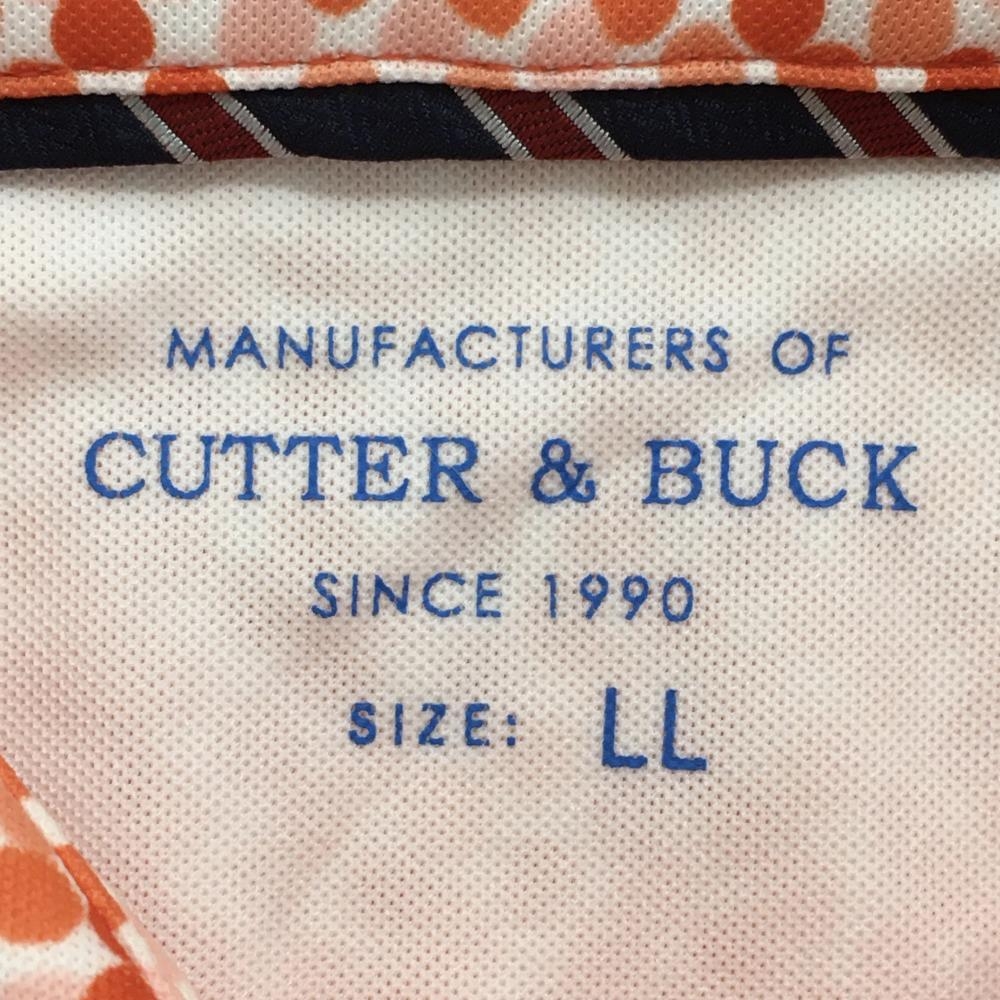 MANUFACTURERS OF
CUTTER & BUCK
SINCE 1990
SIZE: LL